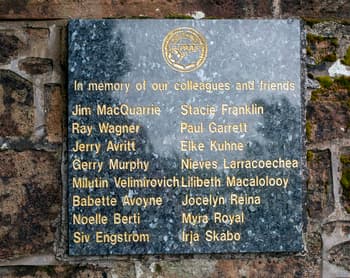 In memory of our colleagues and friends
Jim MacQuarrie Stacie Franklin
Ray Wagner Paul Garrett
Jerry Avritt Elke Kuhne
Gerry Murphy Nieves Larracoechea
Milutin Velimirovich Lilibeth Macalolooy
Babette Avoyne Jocelyn Reina
Noelle Berti Myra Royal
Siv Engström Irja Skabo